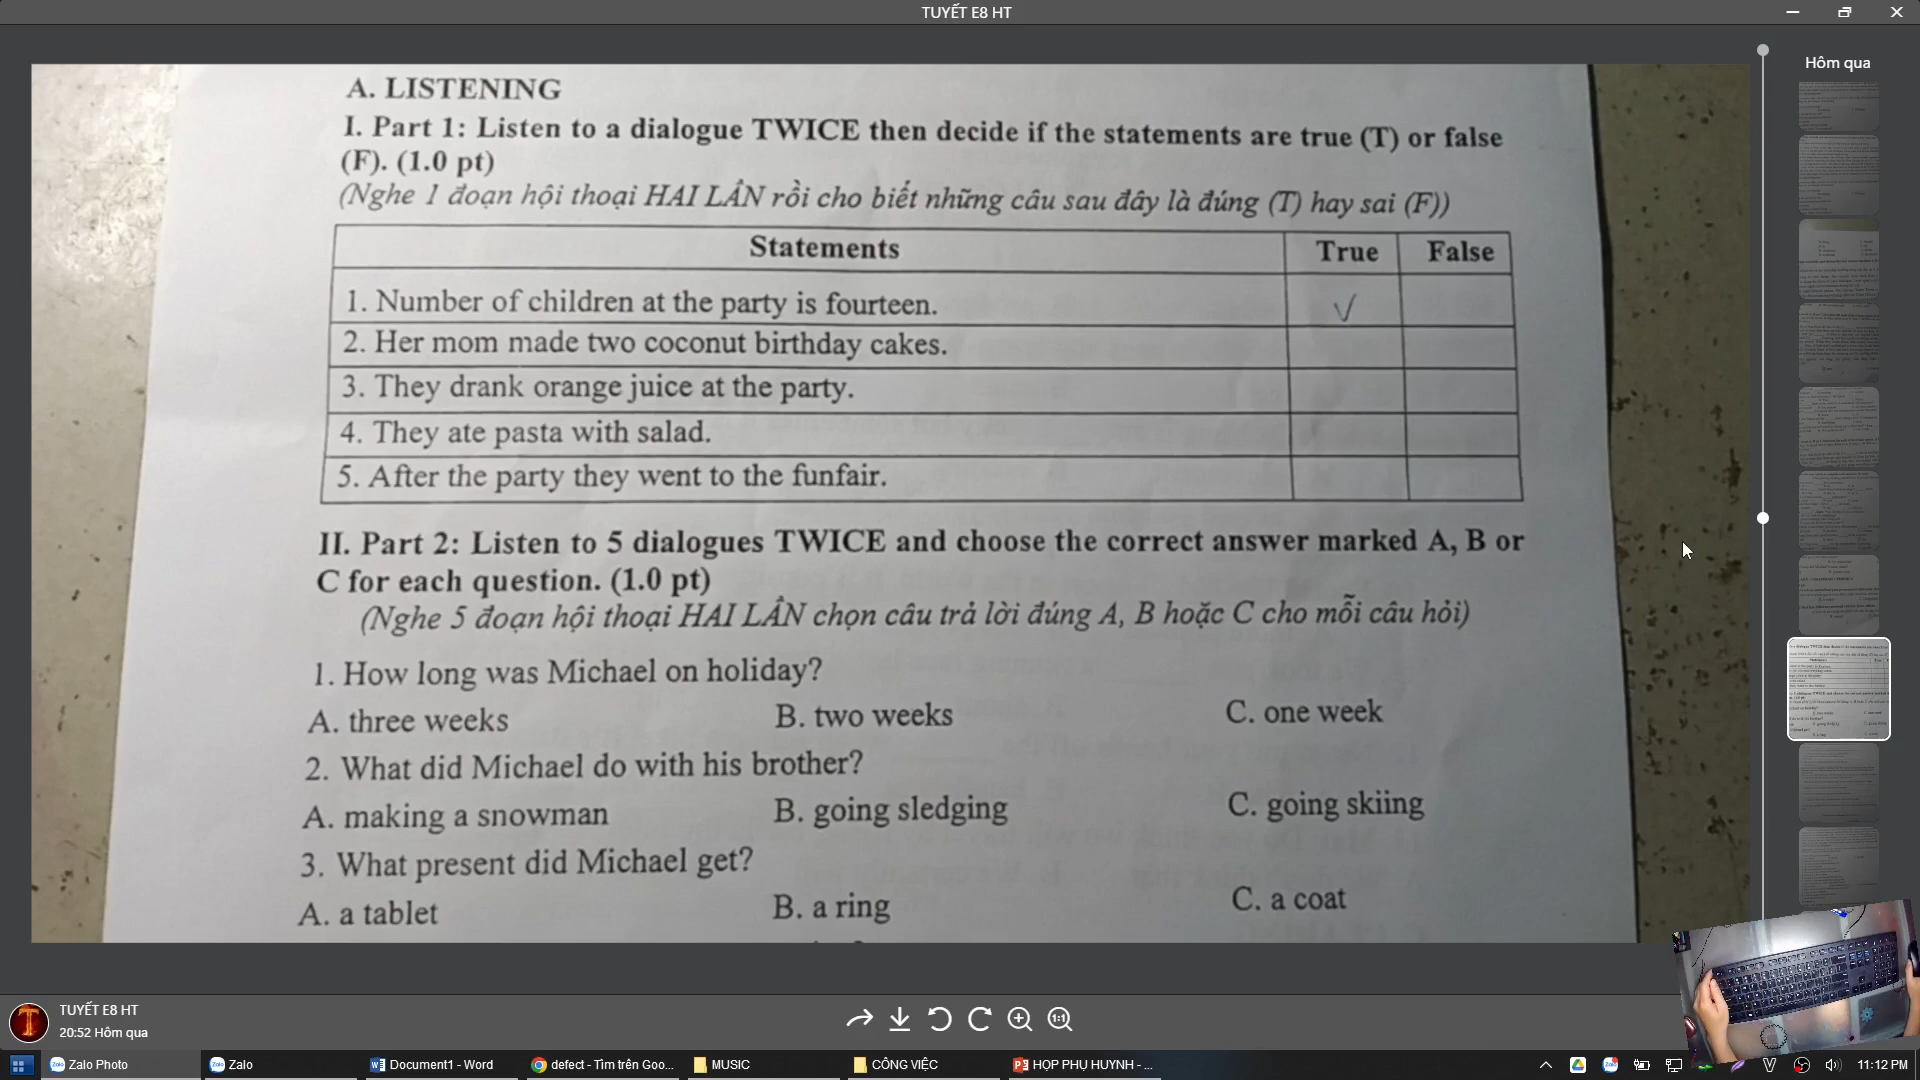 TUYẾT E8 HT
Hôm qua
A. LISTENING
I. Part 1: Listen to a dialogue TWICE then decide if the statements are true (T) or false
(F). (1.0 pt)
(Nghe 1 đoạn hội thoại HAI LẦN rồi cho biết những câu sau đây là đúng (T) hay sai (F))
Statements True False
1. Number of children at the party is fourteen. √
2. Her mom made two coconut birthday cakes.
3. They drank orange juice at the party.
4. They ate pasta with salad.
5. After the party they went to the funfair.
II. Part 2: Listen to 5 dialogues TWICE and choose the correct answer marked A, B or
C for each question. (1.0 pt)
(Nghe 5 đoạn hội thoại HAI LẦN chọn câu trả lời đúng A, B hoặc C cho mỗi câu hỏi)
1. How long was Michael on holiday?
A. three weeks B. two weeks C. one week
2. What did Michael do with his brother?
A. making a snowman B. going sledging C. going skiing
3. What present did Michael get?
A. a tablet B. a ring C. a coat
TUYẾT E8 HT
20:52 Hôm qua
1:1
Zalo Photo Zalo Document1 - Word defect - Tìm trên Goo... MUSIC CÔNG VIỆC HỌP PHỤ HUYNH - ... 11:12 PM